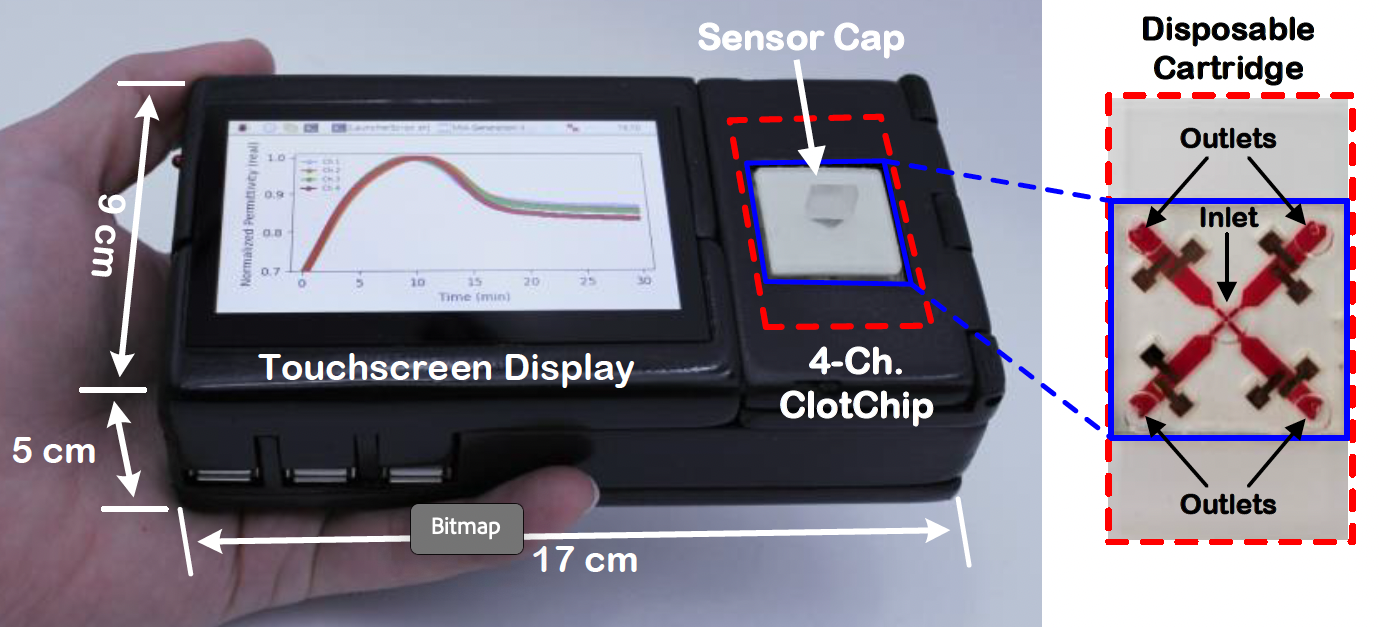 Sensor Cap
Disposable
Cartridge
Outlets
Inlet
Outlets
9 cm
5 cm
17 cm
Touchscreen Display
4-Ch.
ClotChip
Bitmap
Normalized Permittivity (real)
1.0
0.9
0.8
0.7
Ch.1
Ch.2
Ch.3
Ch.4
0 5 10 15 20 25 30
Time (min)